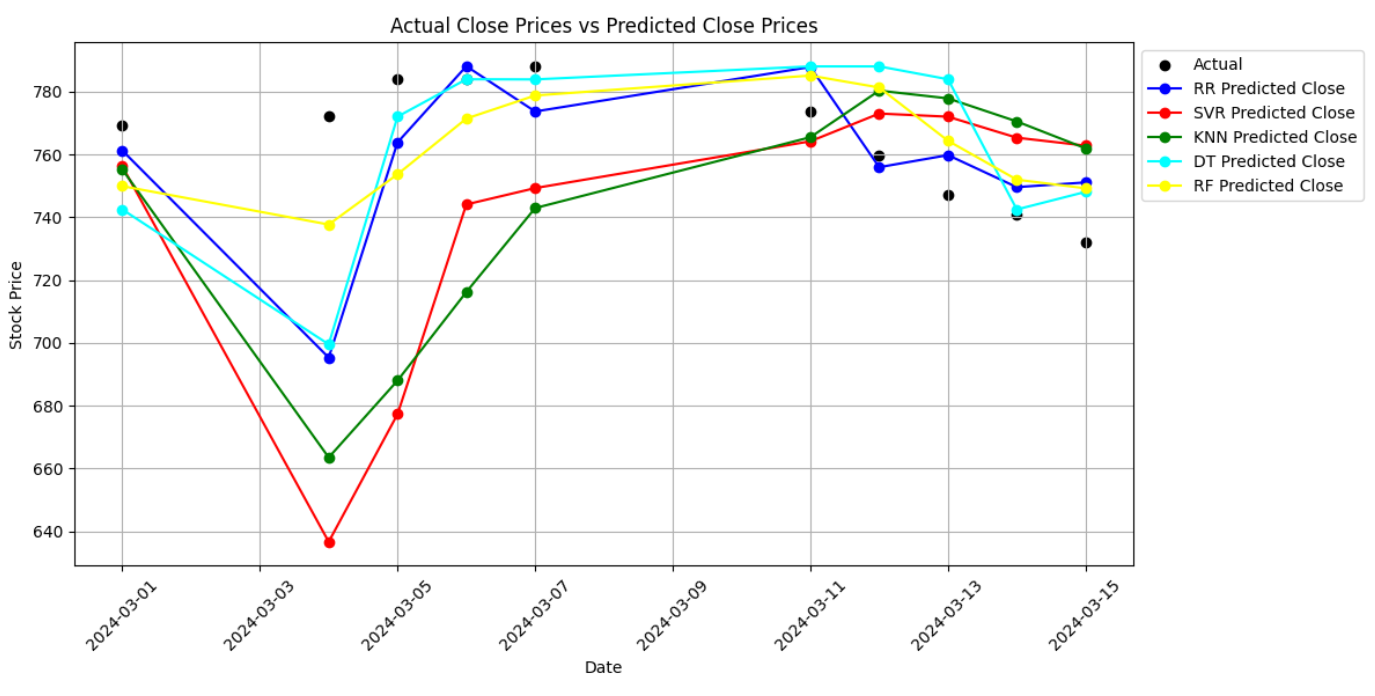 Actual Close Prices vs Predicted Close Prices
Stock Price
780
760
740
720
700
680
660
640
2024-03-01
2024-03-03
2024-03-05
2024-03-07
2024-03-09
2024-03-11
2024-03-13
2024-03-15
Date
Actual
RR Predicted Close
SVR Predicted Close
KNN Predicted Close
DT Predicted Close
RF Predicted Close